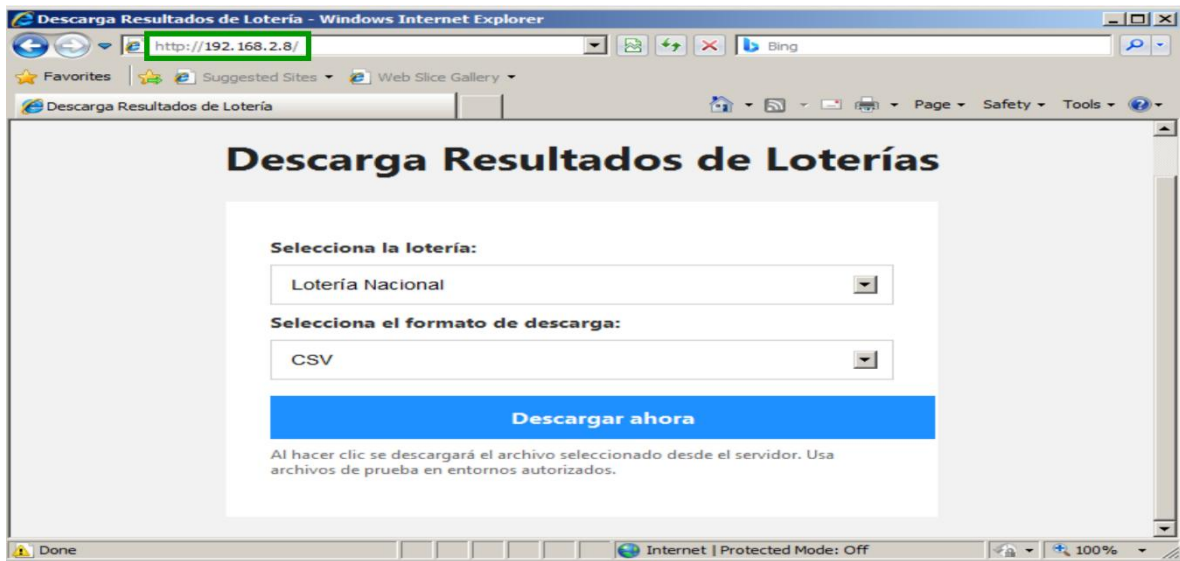 Descarga Resultados de Lotería - Windows Internet Explorer
http://192.168.2.8/
Bing
Favorites
Suggested Sites
Web Slice Gallery
Descarga Resultados de Lotería
Page
Safety
Tools
Descarga Resultados de Loterías
Selecciona la lotería:
Lotería Nacional
Selecciona el formato de descarga:
CSV
Descargar ahora
Al hacer clic se descargará el archivo seleccionado desde el servidor. Usa
archivos de prueba en entornos autorizados.
Done
Internet | Protected Mode: Off
100%